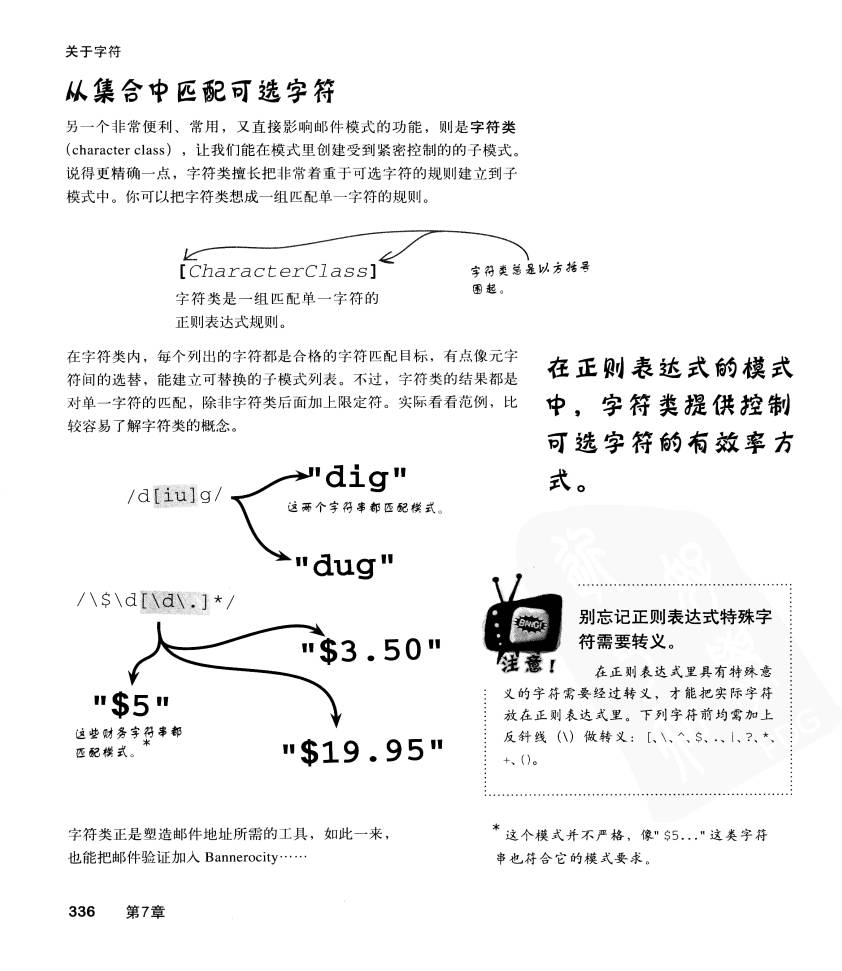 关于字符
从集合中匹配可选字符
另一个非常便利、常用，又直接影响邮件模式的功能，则是字符类
（character class），让我们能在模式里创建受到紧密控制的的子模式。
说得更精确一点，字符类擅长把非常着重于可选字符的规则建立到子
模式中。你可以把字符类想成一组匹配单一字符的规则。
[CharacterClass]
字符类总是以方括号
围起。
字符类是一组匹配单一字符的
正则表达式规则。
在字符类内，每个列出的字符都是合格的字符匹配目标，有点像元字
符间的选替，能建立可替换的子模式列表。不过，字符类的结果都是
对单一字符的匹配，除非字符类后面加上限定符。实际看看范例，比
较容易了解字符类的概念。
在正则表达式的模式
中，字符类提供控制
可选字符的有效率方
式。
/d[iu]g/
"dig"
这两个字符串都匹配模式。
"dug"
/\$\d[\d\.]*/
"$3.50"
"$5"
这些财务字符串都
匹配模式。*
"$19.95"
BANG!
注意！
别忘记正则表达式特殊字
符需要转义。
在正则表达式里具有特殊意
义的字符需要经过转义，才能把实际字符
放在正则表达式里。下列字符前均需加上
反斜线（\）做转义：[、\、^、$、.、|、?、*、
+、()。
字符类正是塑造邮件地址所需的工具，如此一来，
也能把邮件验证加入 Bannerocity……
*这个模式并不严格，像"$5..."这类字符
串也符合它的模式要求。
336 第7章